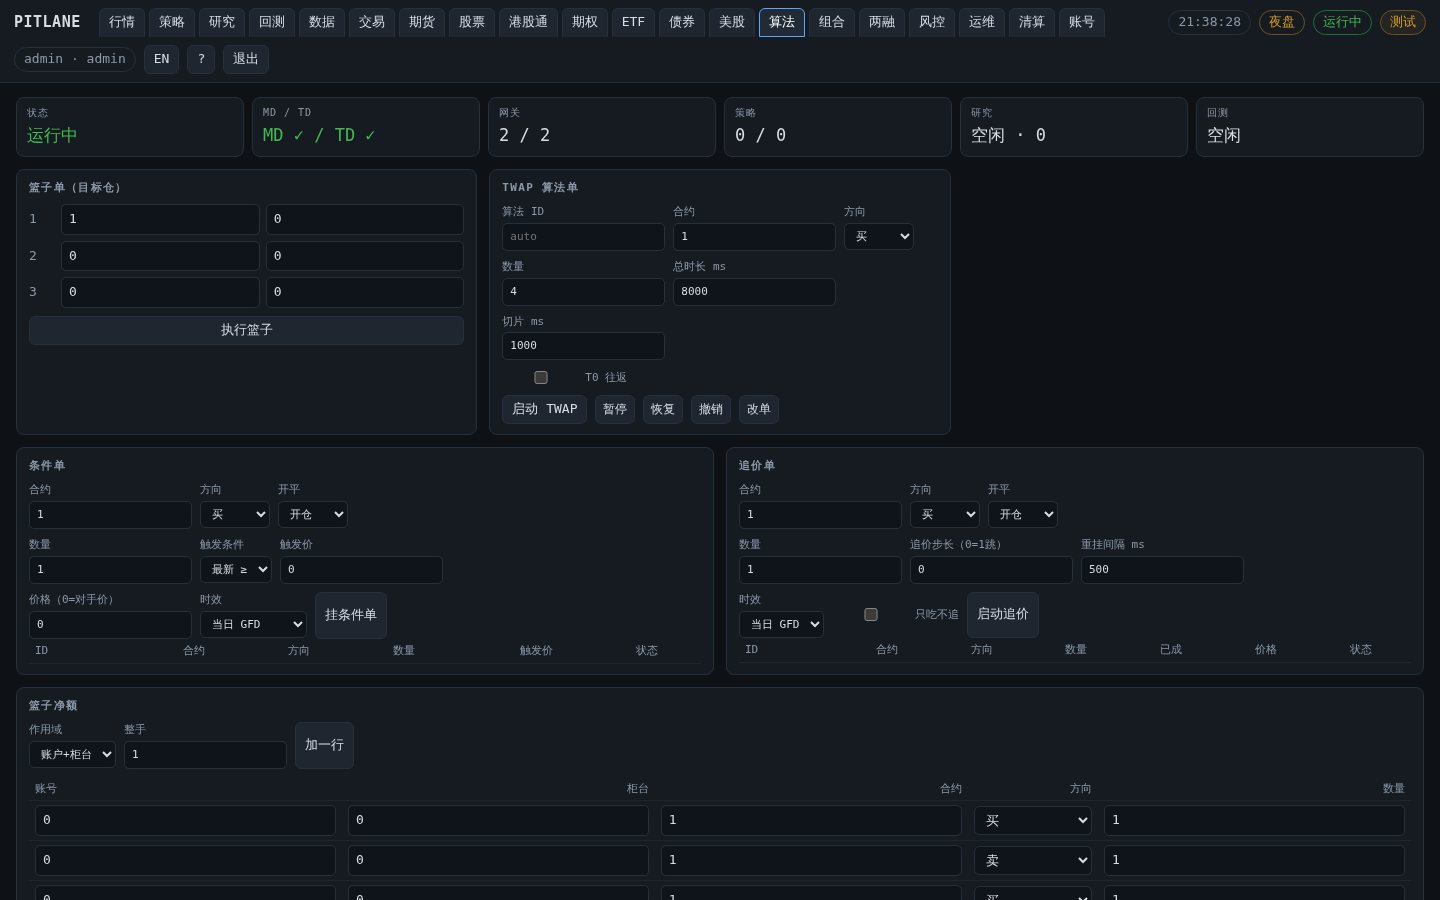 PITLANE 行情 策略 研究 回测 数据 交易 期货 股票 港股通 期权 ETF 债券 美股 算法 组合 两融 风控 运维 清算 账号 21:38:28 夜盘 运行中 测试
admin · admin EN ? 退出
状态 MD / TD 网关 策略 研究 回测
运行中 MD ✓ / TD ✓ 2 / 2 0 / 0 空闲 · 0 空闲
篮子单（目标仓）
1 1 0
2 0 0
3 0 0
执行篮子
TWAP 算法单
算法 ID 合约 方向
auto 1 买
数量 总时长 ms
4 8000
切片 ms
1000
T0 往返
启动 TWAP 暂停 恢复 撤销 改单
条件单
合约 方向 开平
1 买 开仓
数量 触发条件 触发价
1 最新 ≥ 0
价格（0=对手价） 时效
0 当日 GFD 挂条件单
ID 合约 方向 数量 触发价 状态
追价单
合约 方向 开平
1 买 开仓
数量 追价步长（0=1跳） 重挂间隔 ms
1 0 500
时效
当日 GFD 只吃不追 启动追价
ID 合约 方向 数量 已成 价格 状态
篮子净额
作用域 整手
账户+柜台 1 加一行
账号 柜台 合约 方向 数量
0 0 1 买 1
0 0 1 卖 1
0 0 1 买 1